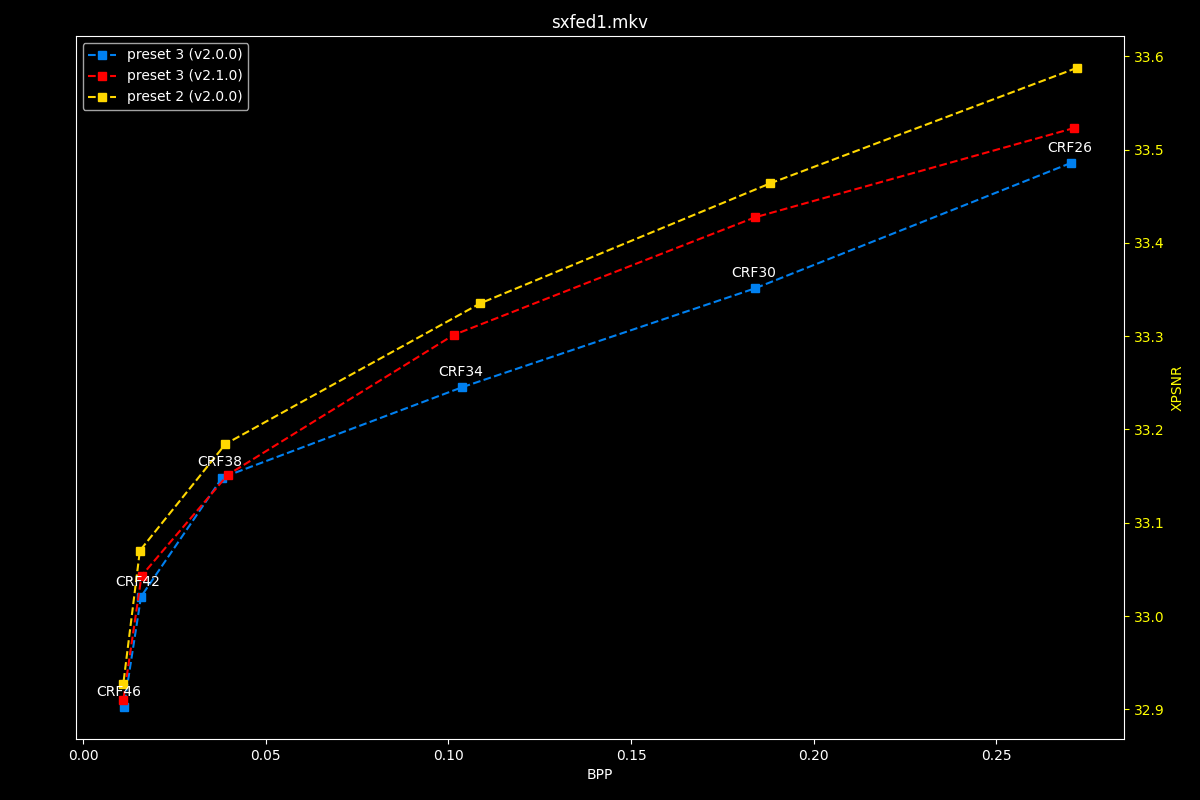 sxfed1.mkv
preset 3 (v2.0.0)
preset 3 (v2.1.0)
preset 2 (v2.0.0)
33.6
CRF26
33.5
33.4
CRF30
33.3
CRF34
XPSNR
33.2
CRF38
33.1
CRF42
33.0
CRF46
32.9
0.00 0.05 0.10 0.15 0.20 0.25
BPP